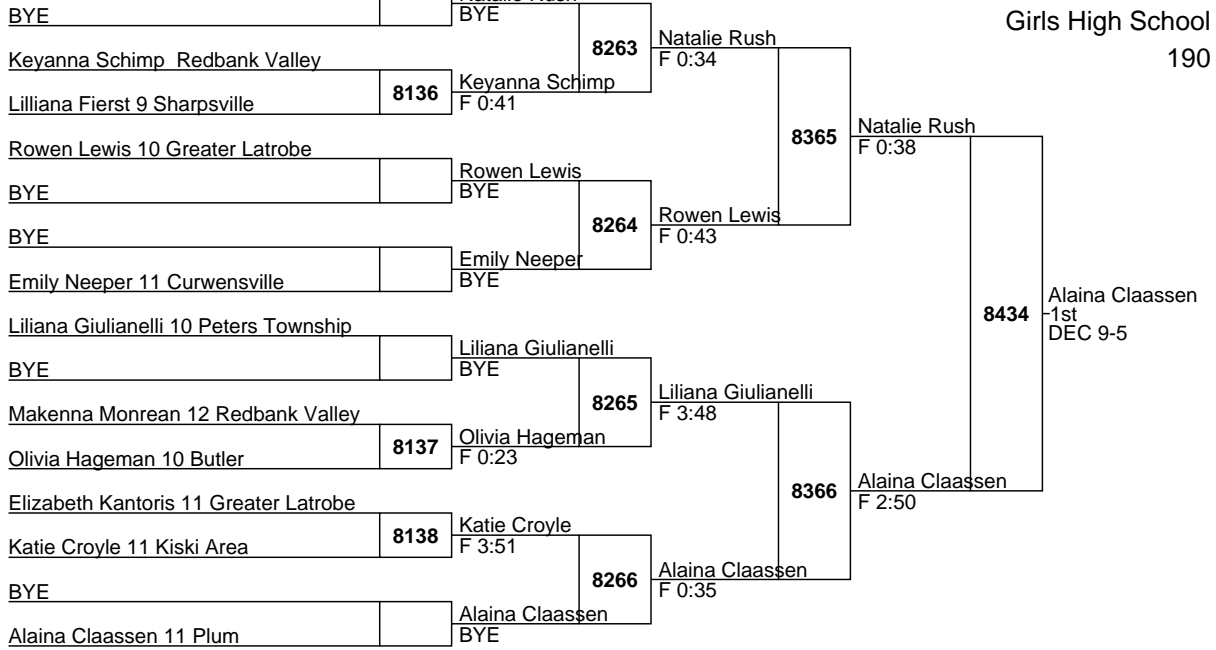 BYE
BYE
Girls High School
190
8263
Natalie Rush
F 0:34
Keyanna Schimp  Redbank Valley
8136
Keyanna Schimp
F 0:41
Lilliana Fierst 9 Sharpsville
8365
Natalie Rush
F 0:38
Rowen Lewis 10 Greater Latrobe
Rowen Lewis
BYE
BYE
8264
Rowen Lewis
F 0:43
BYE
Emily Neeper
BYE
Emily Neeper 11 Curwensville
8434
Alaina Claassen
1st
DEC 9-5
Liliana Giulianelli 10 Peters Township
Liliana Giulianelli
BYE
BYE
8265
Liliana Giulianelli
F 3:48
Makenna Monrean 12 Redbank Valley
8137
Olivia Hageman
F 0:23
Olivia Hageman 10 Butler
8366
Alaina Claassen
F 2:50
Elizabeth Kantoris 11 Greater Latrobe
8138
Katie Croyle
F 3:51
Katie Croyle 11 Kiski Area
8266
Alaina Claassen
F 0:35
BYE
Alaina Claassen
BYE
Alaina Claassen 11 Plum